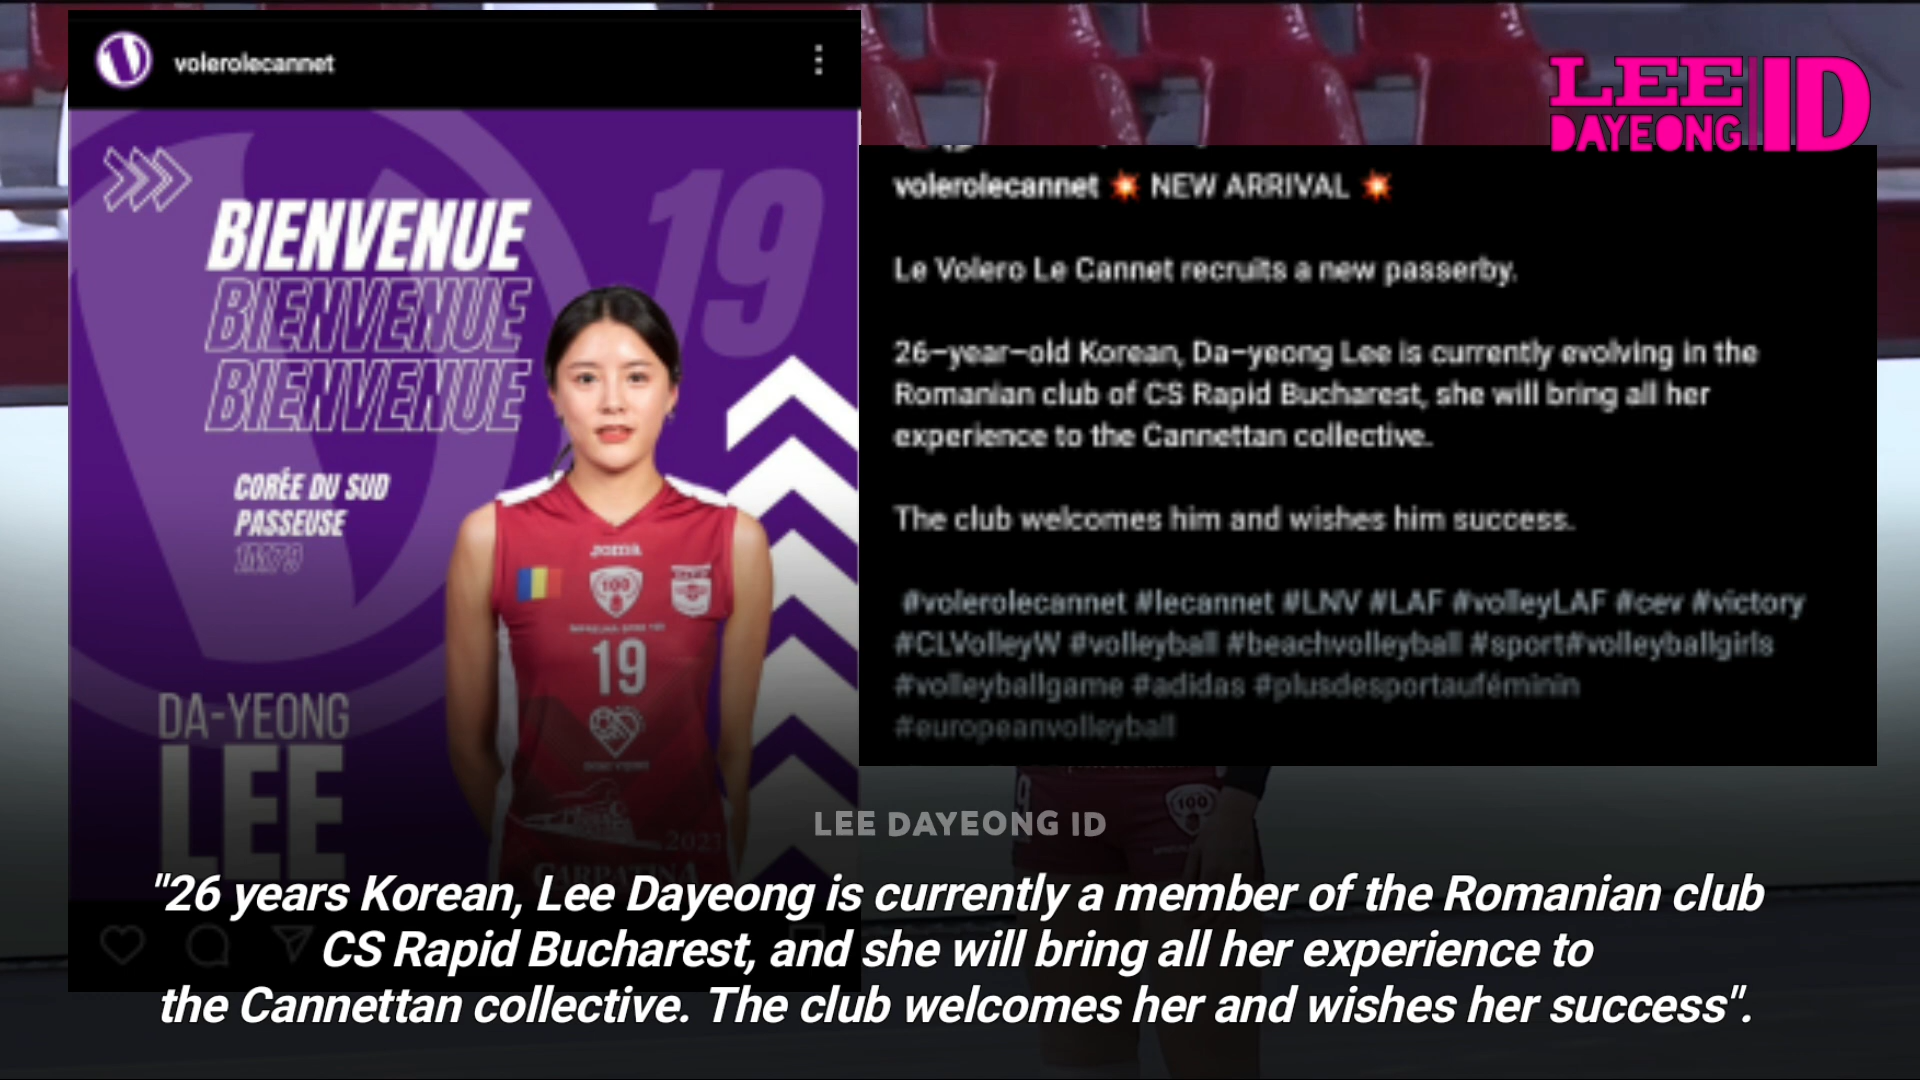 volerolecannet
BIENVENUE
BIENVENUE
BIENVENUE
19
CORÉE DU SUD
PASSEUSE
1M79
DA-YEONG
LEE
JOMA
100
19
2023
CARPATINA
LEE
DAYEONG
ID
volerolecannet 💥 NEW ARRIVAL 💥
Le Volero Le Cannet recruits a new passerby.
26-year-old Korean, Da-yeong Lee is currently evolving in the
Romanian club of CS Rapid Bucharest, she will bring all her
experience to the Cannettan collective.
The club welcomes him and wishes him success.
#volerolecannet #lecannet #LNV #LAF #volleyLAF #cev #victory
#CLVolleyW #volleyball #beachvolleyball #sport#volleyballgirls
#volleyballgame #adidas #plusdesportauféminin
#europeanvolleyball
100
LEE DAYEONG ID
"26 years Korean, Lee Dayeong is currently a member of the Romanian club
CS Rapid Bucharest, and she will bring all her experience to
the Cannettan collective. The club welcomes her and wishes her success".